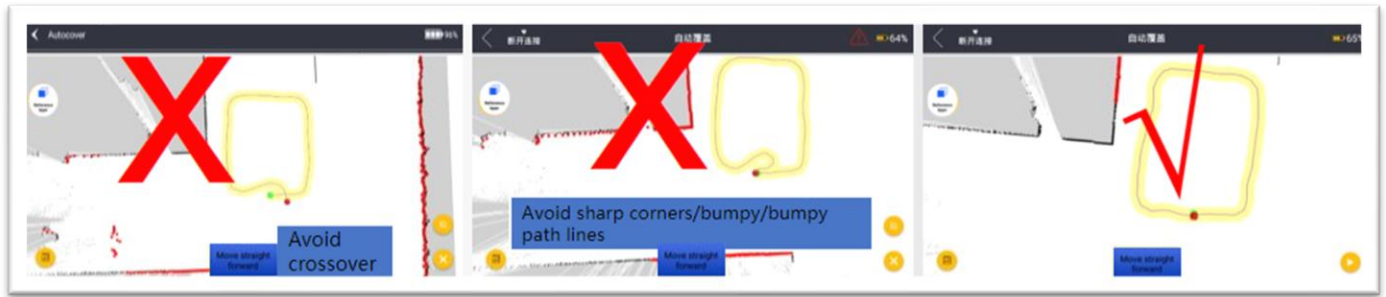 Autocover
96%
Avoid
crossover
Move straight
forward
断开连接
自动覆盖
64%
Avoid sharp corners/bumpy/bumpy
path lines
Move straight
forward
断开连接
自动覆盖
65%
Move straight
forward